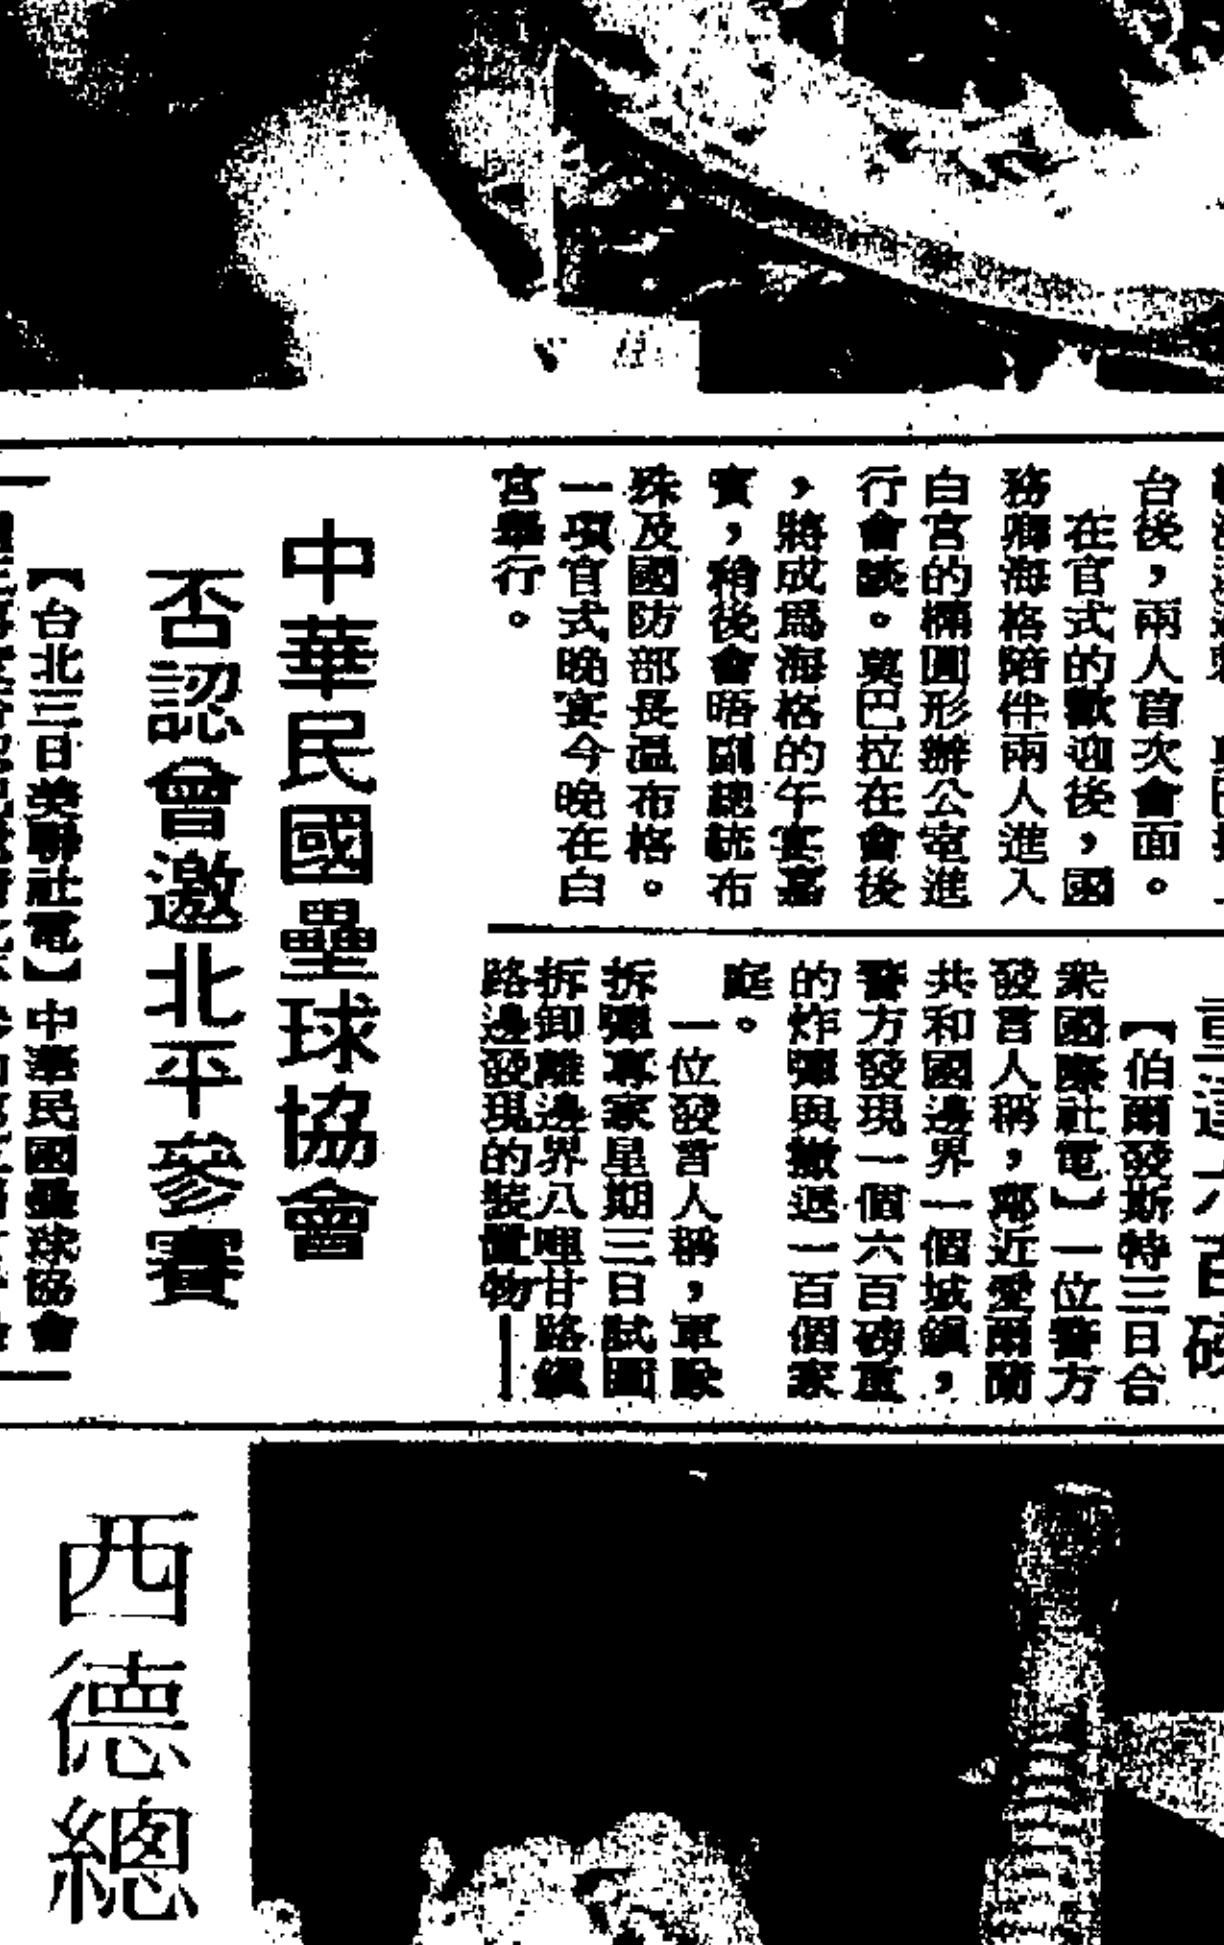 台後，兩人首次會面。
在官式的歡迎後，國
務卿海格陪伴兩人進入
白宮的橢圓形辦公室進
行會談。莫巴拉在會後
，將成爲海格的午宴嘉
賓，稍後會晤副總統布
殊及國防部長溫布格。
一項官式晚宴今晚在白
宮舉行。
【伯爾發斯特三日合
衆國際社電】一位警方
發言人稱，鄰近愛爾蘭
共和國邊界一個城鎮，
警方發現一個六百磅重
的炸彈與撤退一百個家
庭。
一位發言人稱，軍敺
拆彈專家星期三日試圖
拆卸離邊界八哩甘路鎮
路邊發現的裝置物——
中華民國壘球協會
否認曾邀北平參賽
【台北三日美聯社電】中華民國壘球協會
西德總